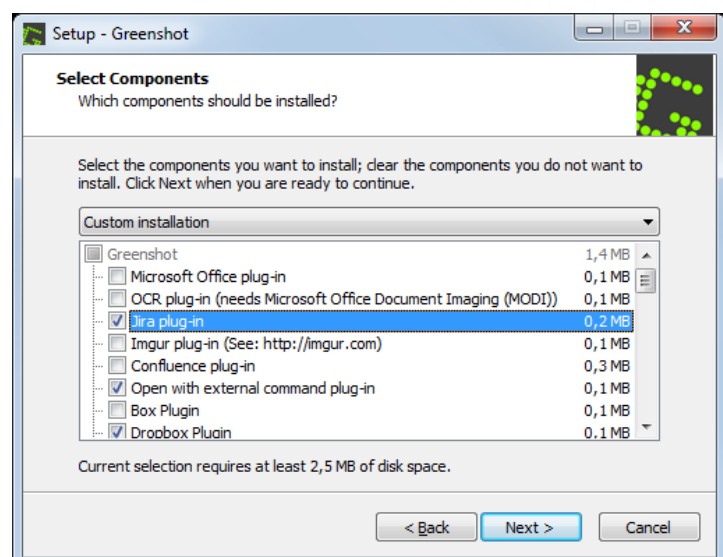 Setup - Greenshot
Select Components
Which components should be installed?
Select the components you want to install; clear the components you do not want to
install. Click Next when you are ready to continue.
Custom installation
Greenshot 1,4 MB
Microsoft Office plug-in 0,1 MB
OCR plug-in (needs Microsoft Office Document Imaging (MODI)) 0,1 MB
Jira plug-in 0,2 MB
Imgur plug-in (See: http://imgur.com) 0,1 MB
Confluence plug-in 0,3 MB
Open with external command plug-in 0,1 MB
Box Plugin 0,1 MB
Dropbox Plugin 0,1 MB
Current selection requires at least 2,5 MB of disk space.
< Back Next > Cancel